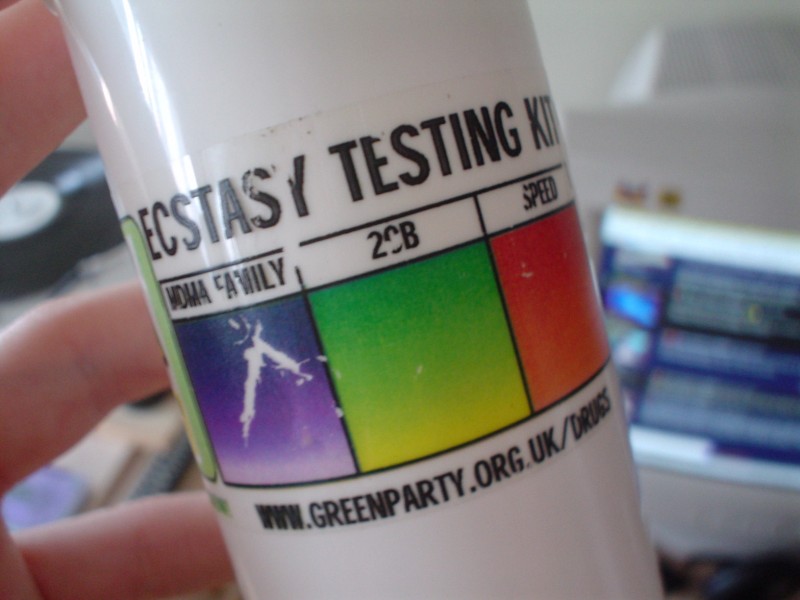 ECSTASY TESTING KIT
MDMA FAMILY 2CB SPEED
WWW.GREENPARTY.ORG.UK/DRUGS